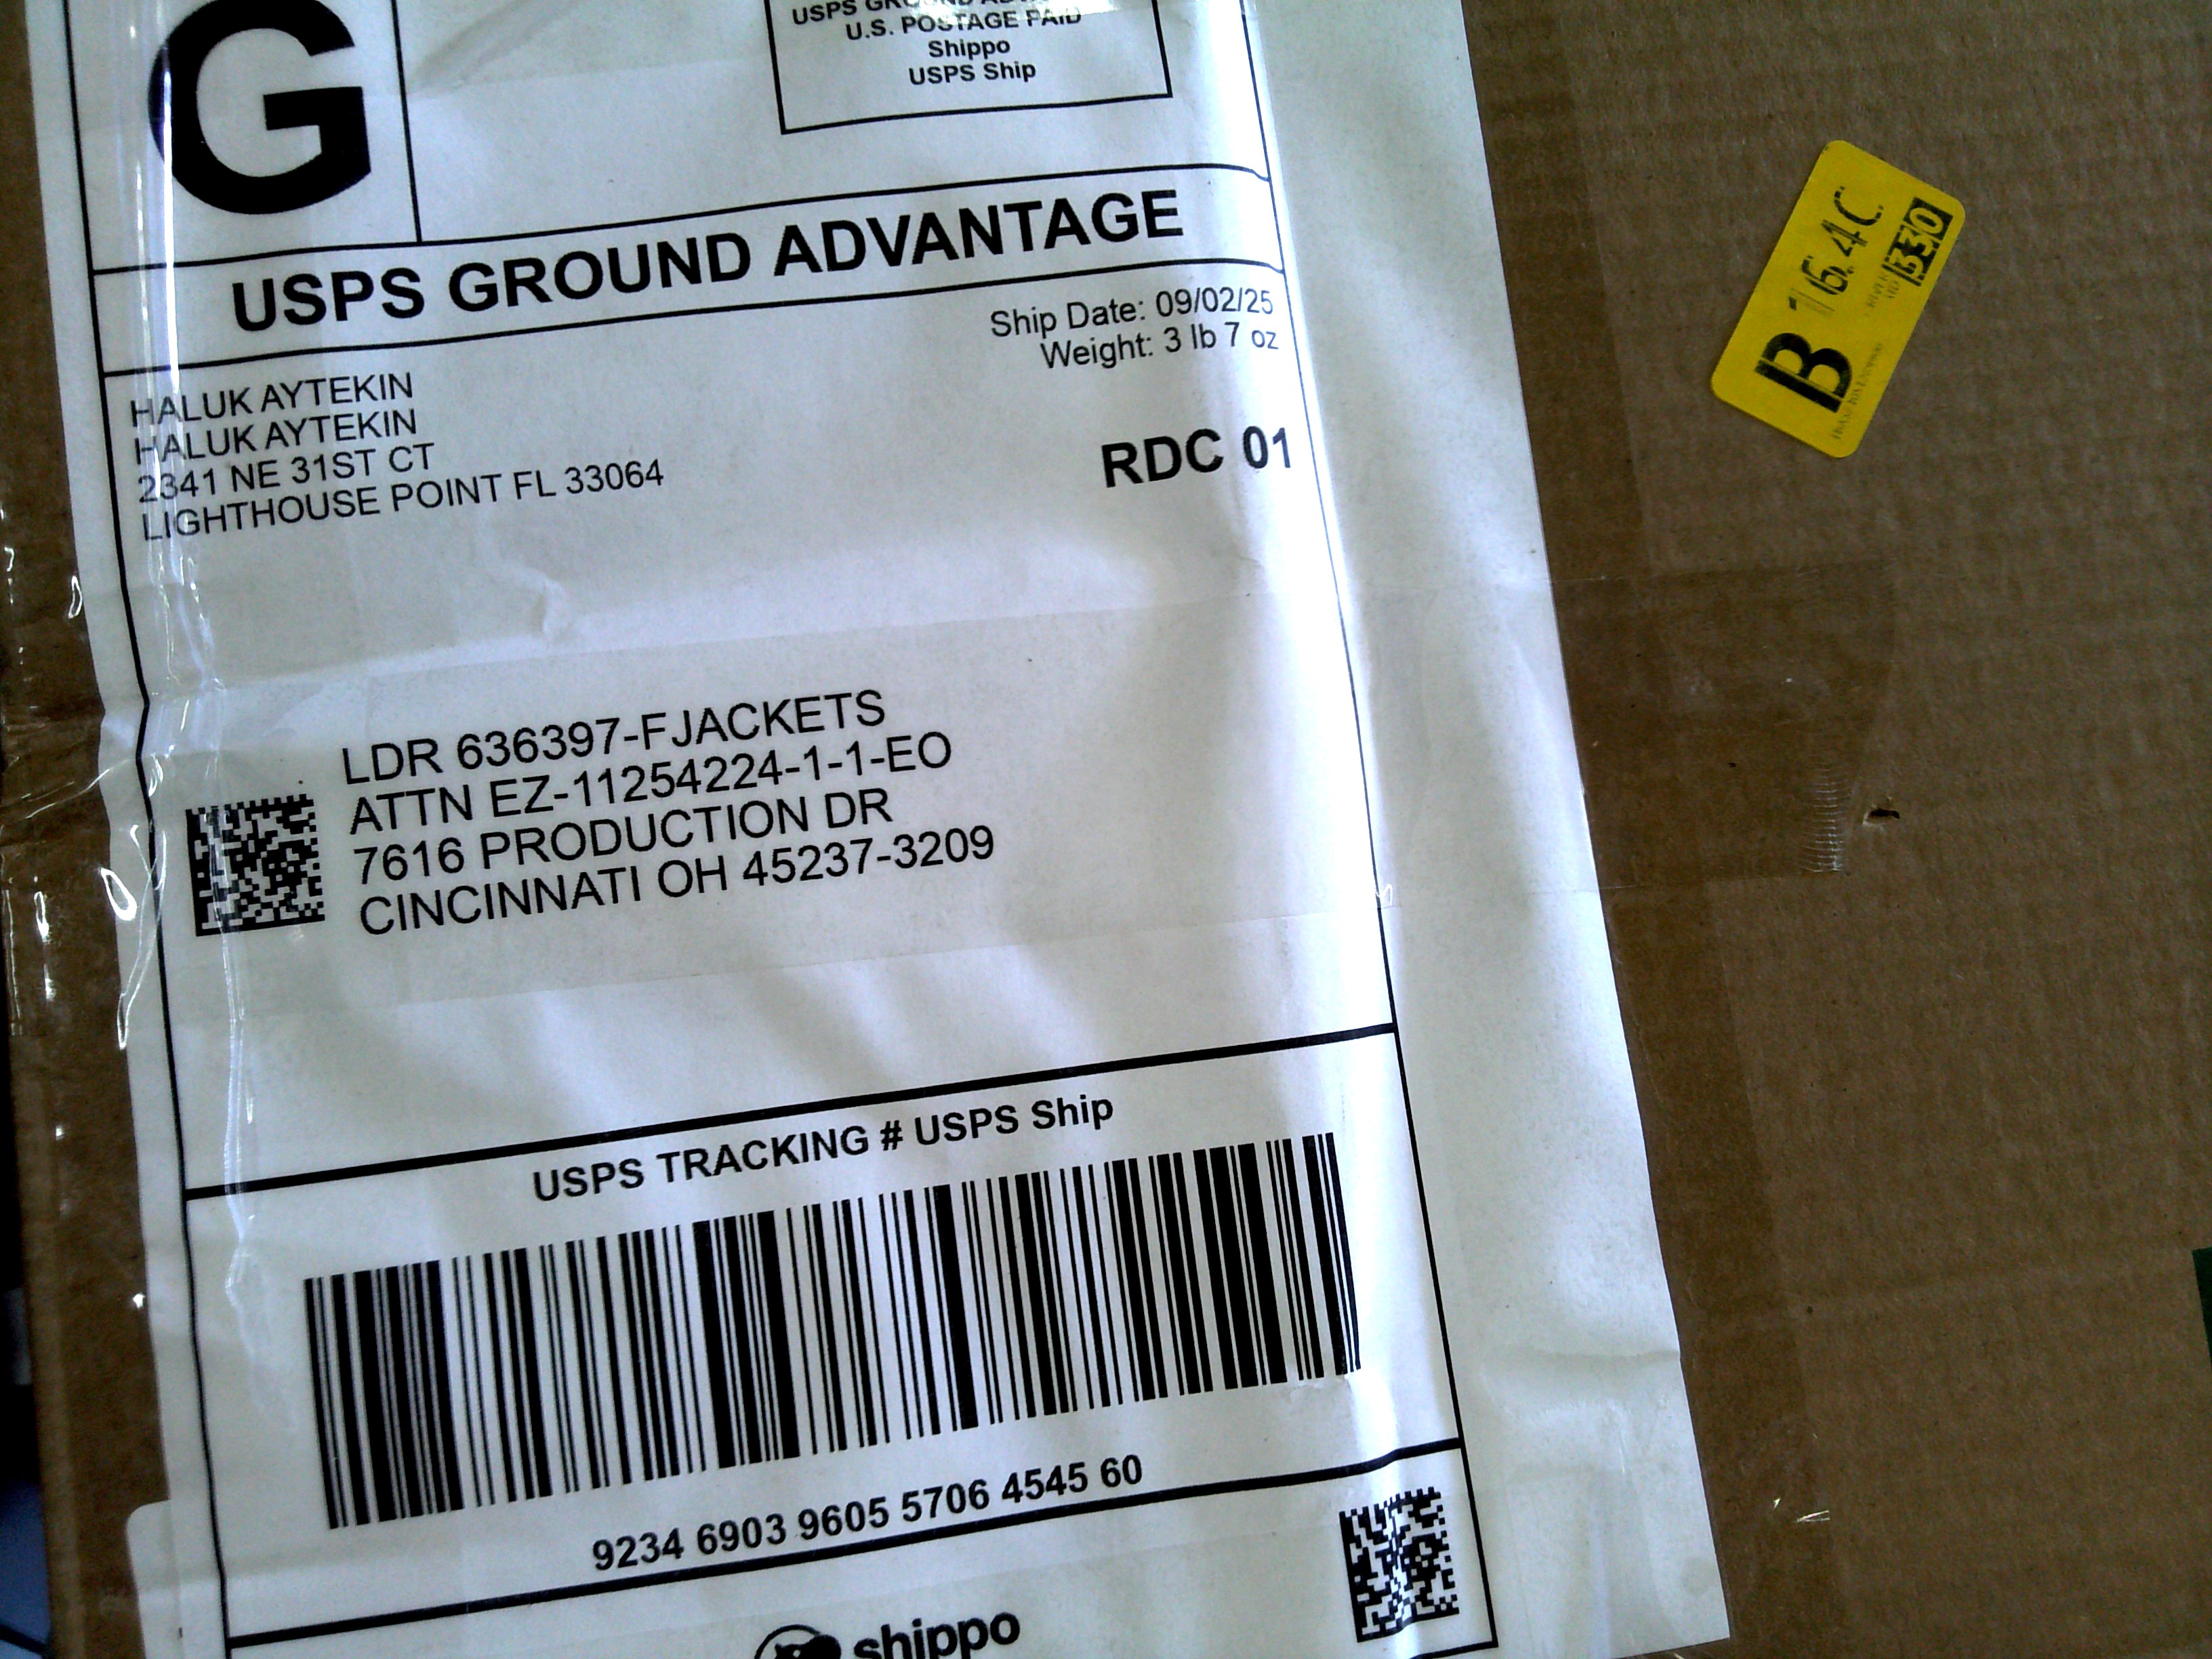 G
USPS GROUND ADVANTAGE
U.S. POSTAGE PAID
Shippo
USPS Ship
USPS GROUND ADVANTAGE
Ship Date: 09/02/25
Weight: 3 lb 7 oz
HALUK AYTEKIN
HALUK AYTEKIN
2341 NE 31ST CT
LIGHTHOUSE POINT FL 33064
RDC 01
LDR 636397-FJACKETS
ATTN EZ-11254224-1-1-EO
7616 PRODUCTION DR
CINCINNATI OH 45237-3209
USPS TRACKING # USPS Ship
9234 6903 9605 5706 4545 60
shippo
B 16.4C
330